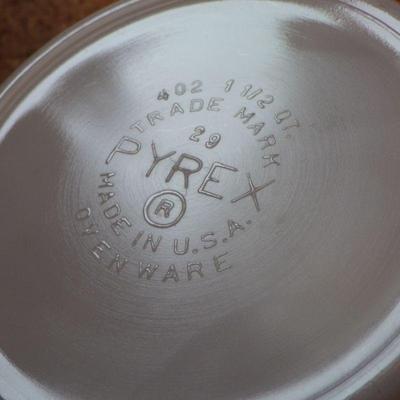 402 1 1/2 QT.
TRADE MARK
29
PYREX
®
MADE IN U.S.A.
OVENWARE